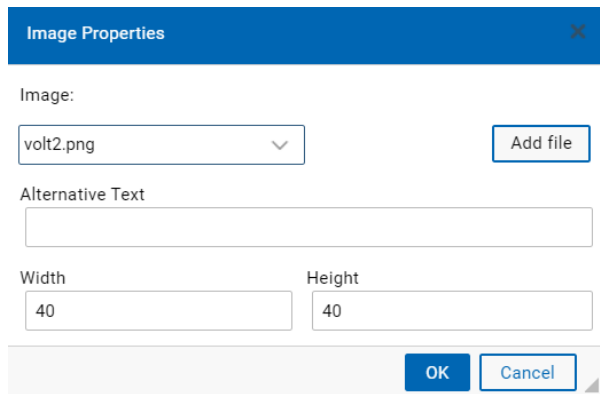 Image Properties
Image:
volt2.png
Add file
Alternative Text
Width Height
40 40
OK Cancel